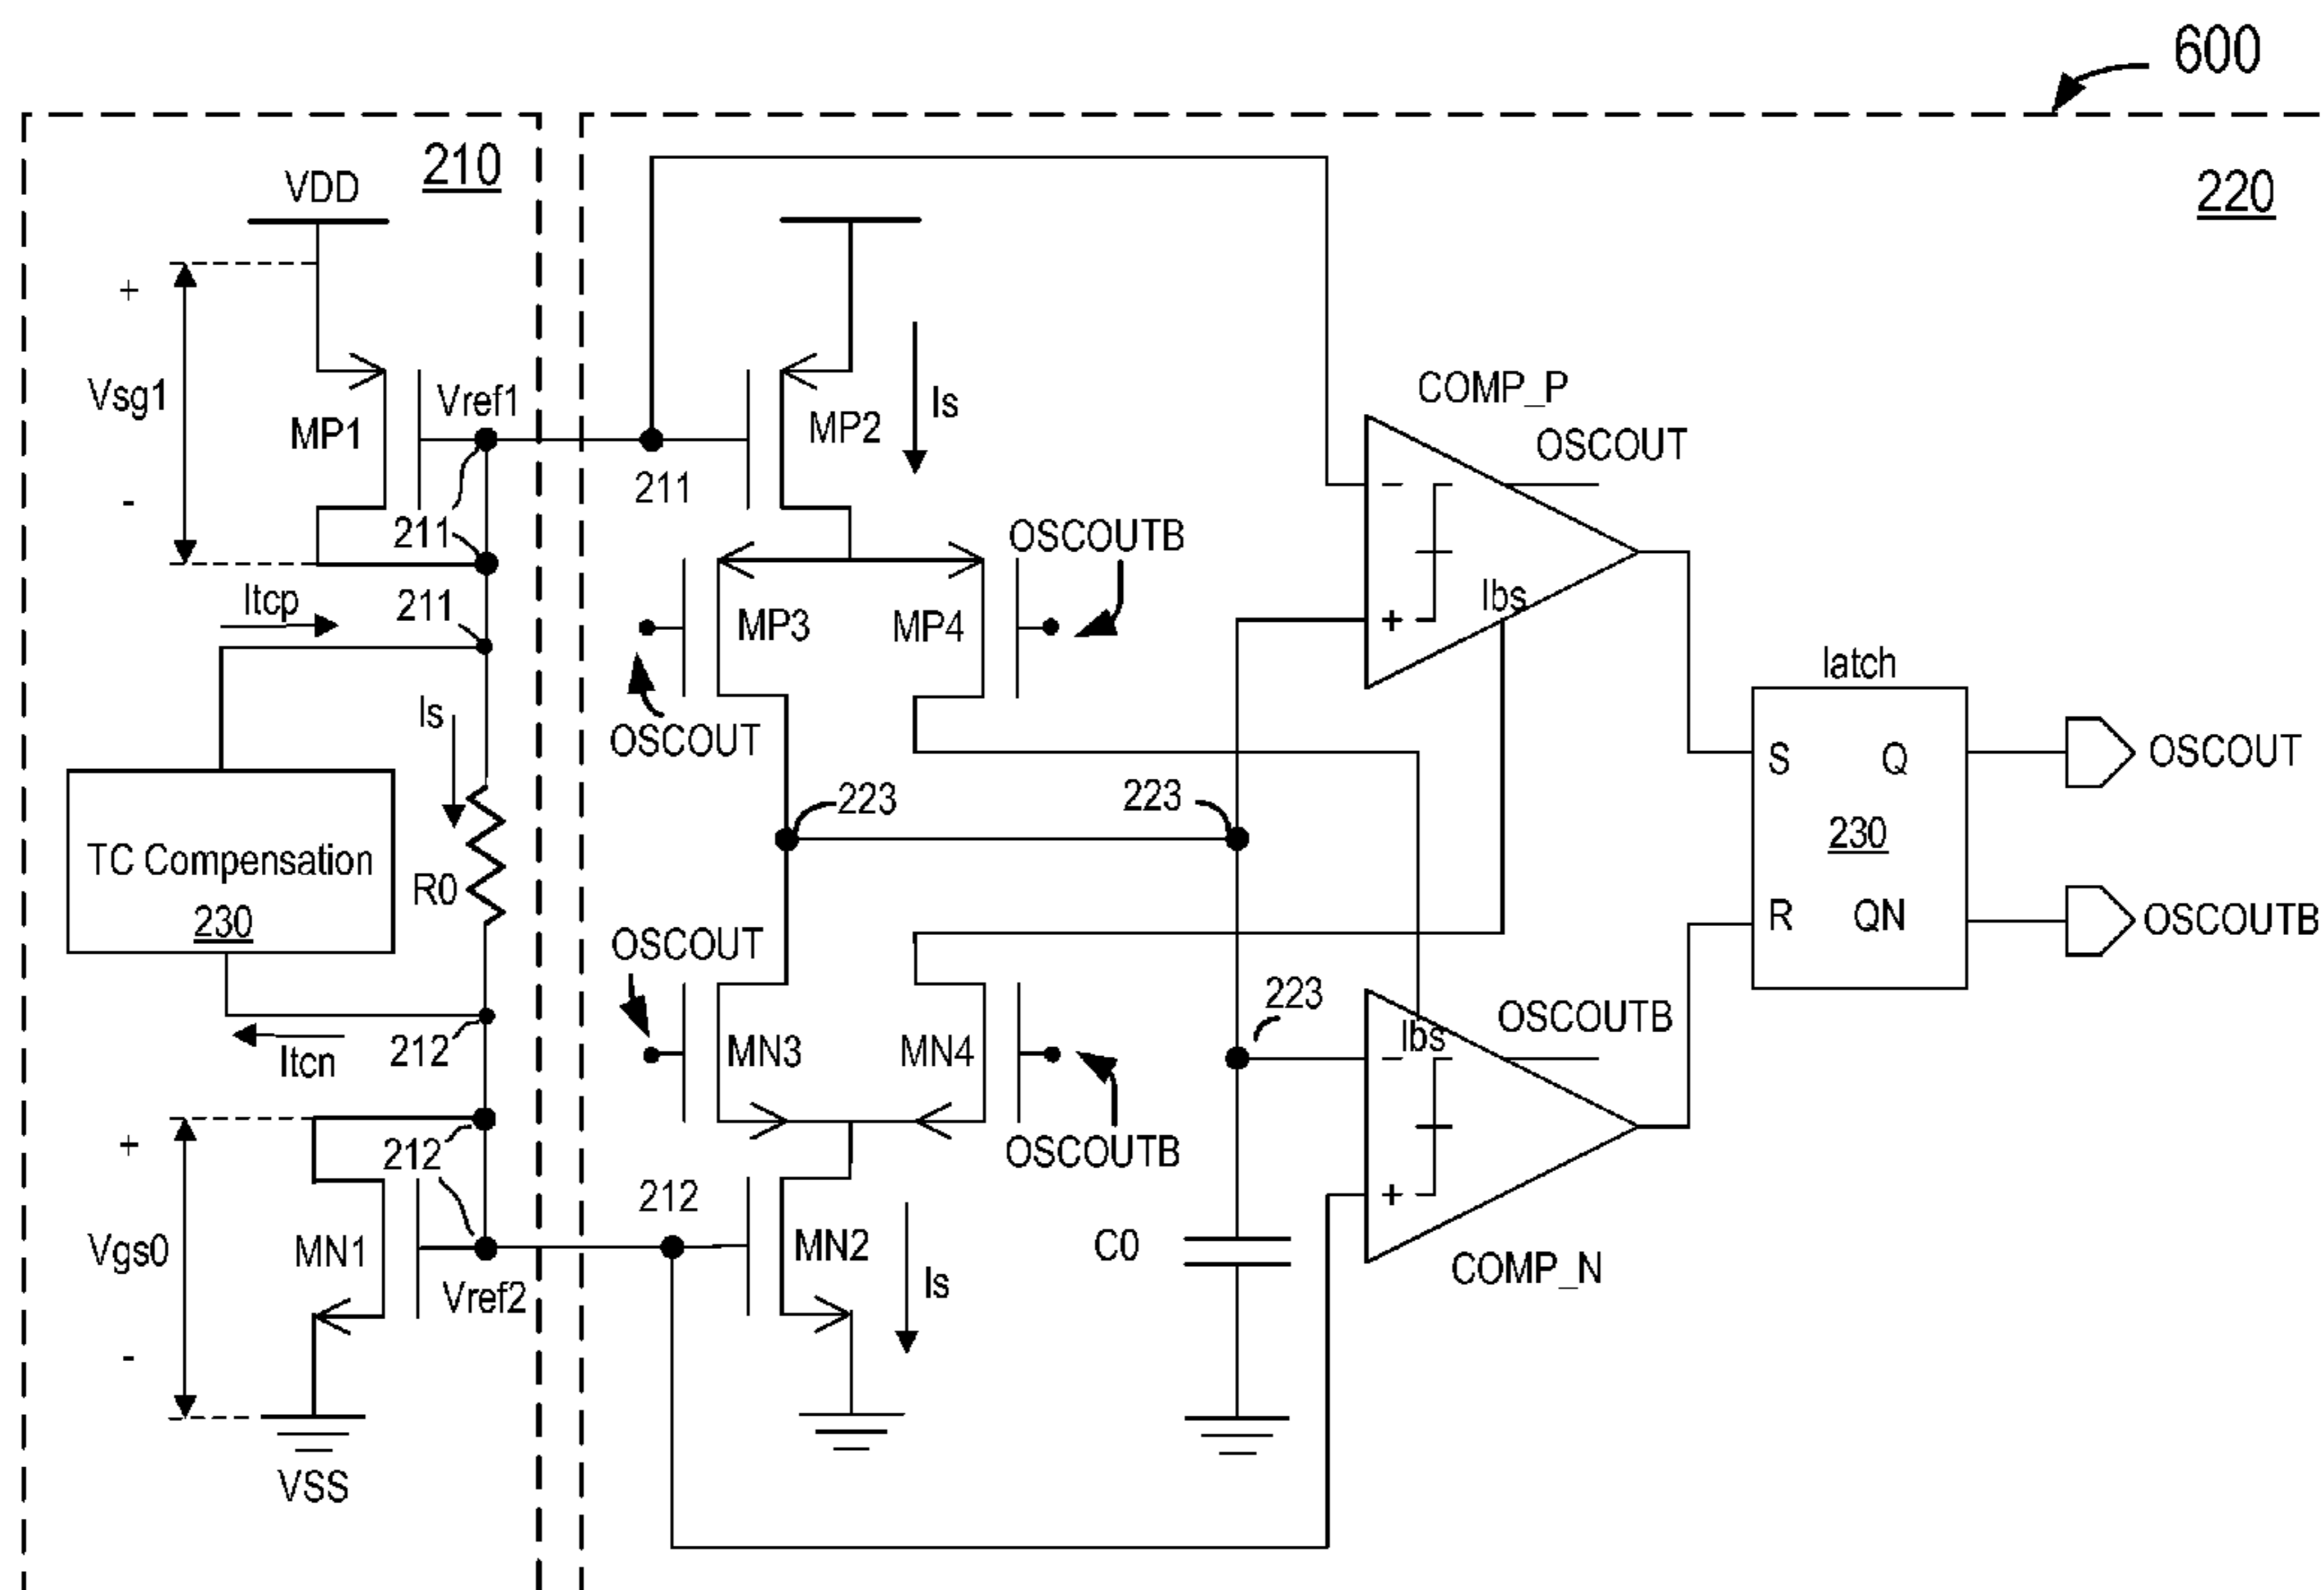 600
210
220
VDD
+
Vsg1
-
MP1
Vref1
211
211
Itcp
211
Is
TC Compensation
230
R0
Itcn
212
+
212
Vgs0
-
MN1
Vref2
VSS
211
MP2
Is
OSCOUTB
MP3
MP4
OSCOUT
223
223
OSCOUT
MN3
MN4
OSCOUTB
212
MN2
Is
223
C0
COMP_P
OSCOUT
-
Ibs
+
OSCOUTB
Ibs
-
+
COMP_N
latch
S
Q
230
R
QN
OSCOUT
OSCOUTB